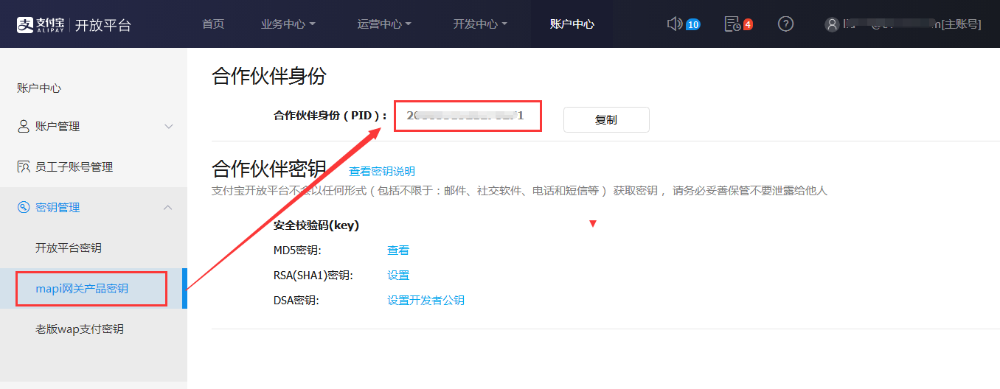 支付宝 ALIPAY 开放平台 首页 业务中心 运营中心 开发中心 账户中心 10 4 ? [主账号]
账户中心
账户管理
员工子账号管理
密钥管理
开放平台密钥
mapi网关产品密钥
老版wap支付密钥
合作伙伴身份
合作伙伴身份（PID）: 复制
合作伙伴密钥 查看密钥说明
支付宝开放平台不会以任何形式（包括不限于：邮件、社交软件、电话和短信等） 获取密钥， 请务必妥善保管不要泄露给他人
安全校验码(key)
MD5密钥: 查看
RSA(SHA1)密钥: 设置
DSA密钥: 设置开发者公钥